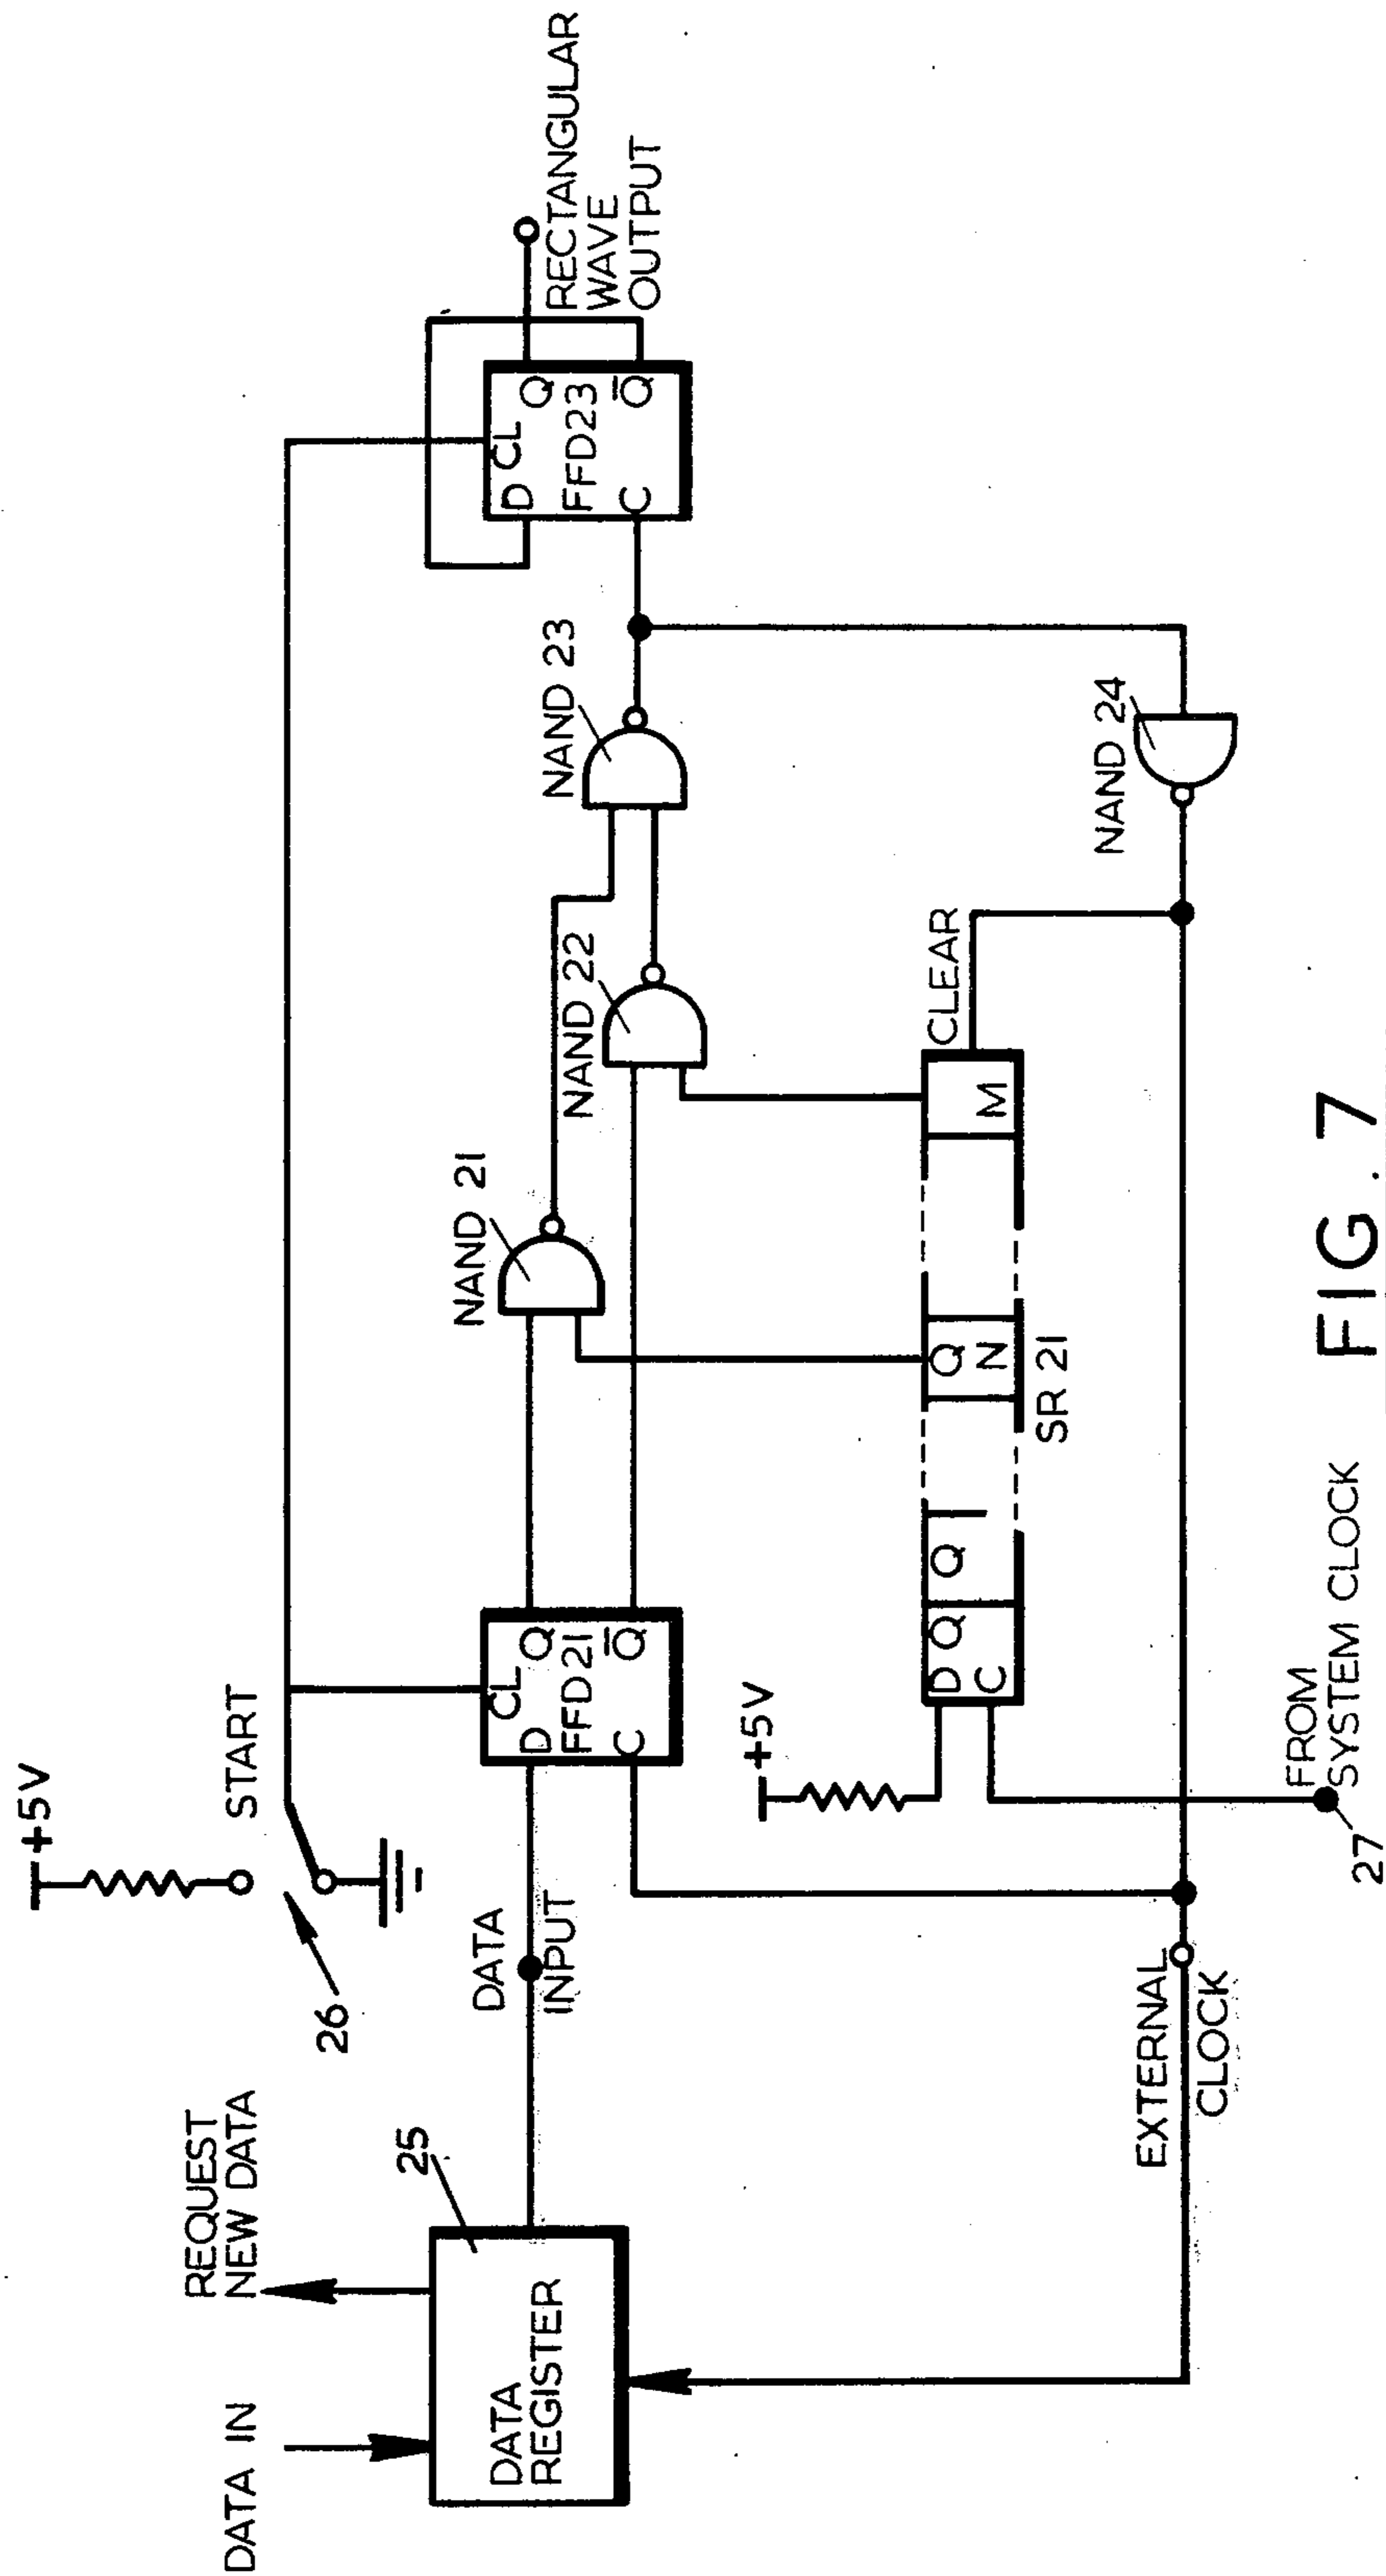 +5V
START
26
REQUEST
NEW DATA
DATA IN
25
DATA
REGISTER
DATA
INPUT
CL
D Q
FFD21
C Q̅
NAND 21
NAND 22
NAND 23
CL
D Q
FFD23
C Q̅
RECTANGULAR
WAVE
OUTPUT
+5V
D Q Q Q
C N M
SR 21
CLEAR
NAND 24
EXTERNAL
CLOCK
FROM
SYSTEM CLOCK
27
FIG. 7